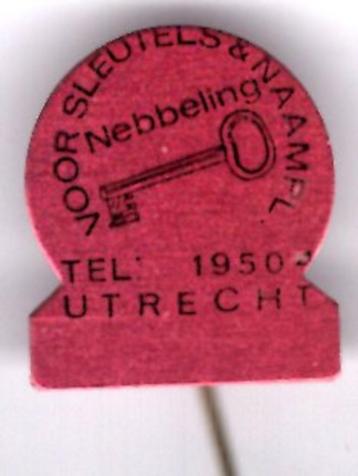 VOOR SLEUTELS & NAAMPL.
Nebbeling
TEL: 1950
UTRECHT